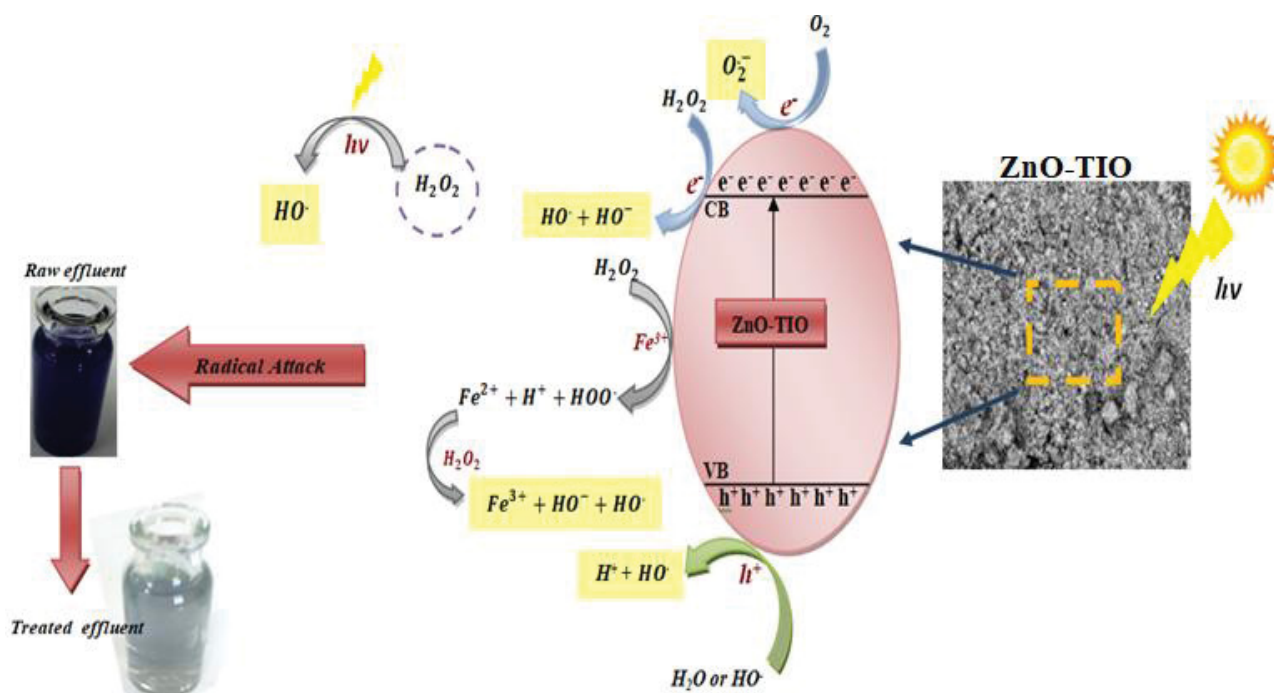 O₂
O₂˙⁻
H₂O₂
e⁻
hν
H₂O₂
HO˙
e⁻
e⁻ e⁻ e⁻ e⁻ e⁻ e⁻ e⁻
CB
HO˙ + HO⁻
ZnO-TIO
hν
Raw effluent
H₂O₂
Fe³⁺
ZnO-TIO
Radical Attack
Fe²⁺ + H⁺ + HOO˙
H₂O₂
VB
h⁺ h⁺ h⁺ h⁺ h⁺ h⁺
Fe³⁺ + HO⁻ + HO˙
H⁺ + HO˙
h⁺
Treated effluent
H₂O or HO˙